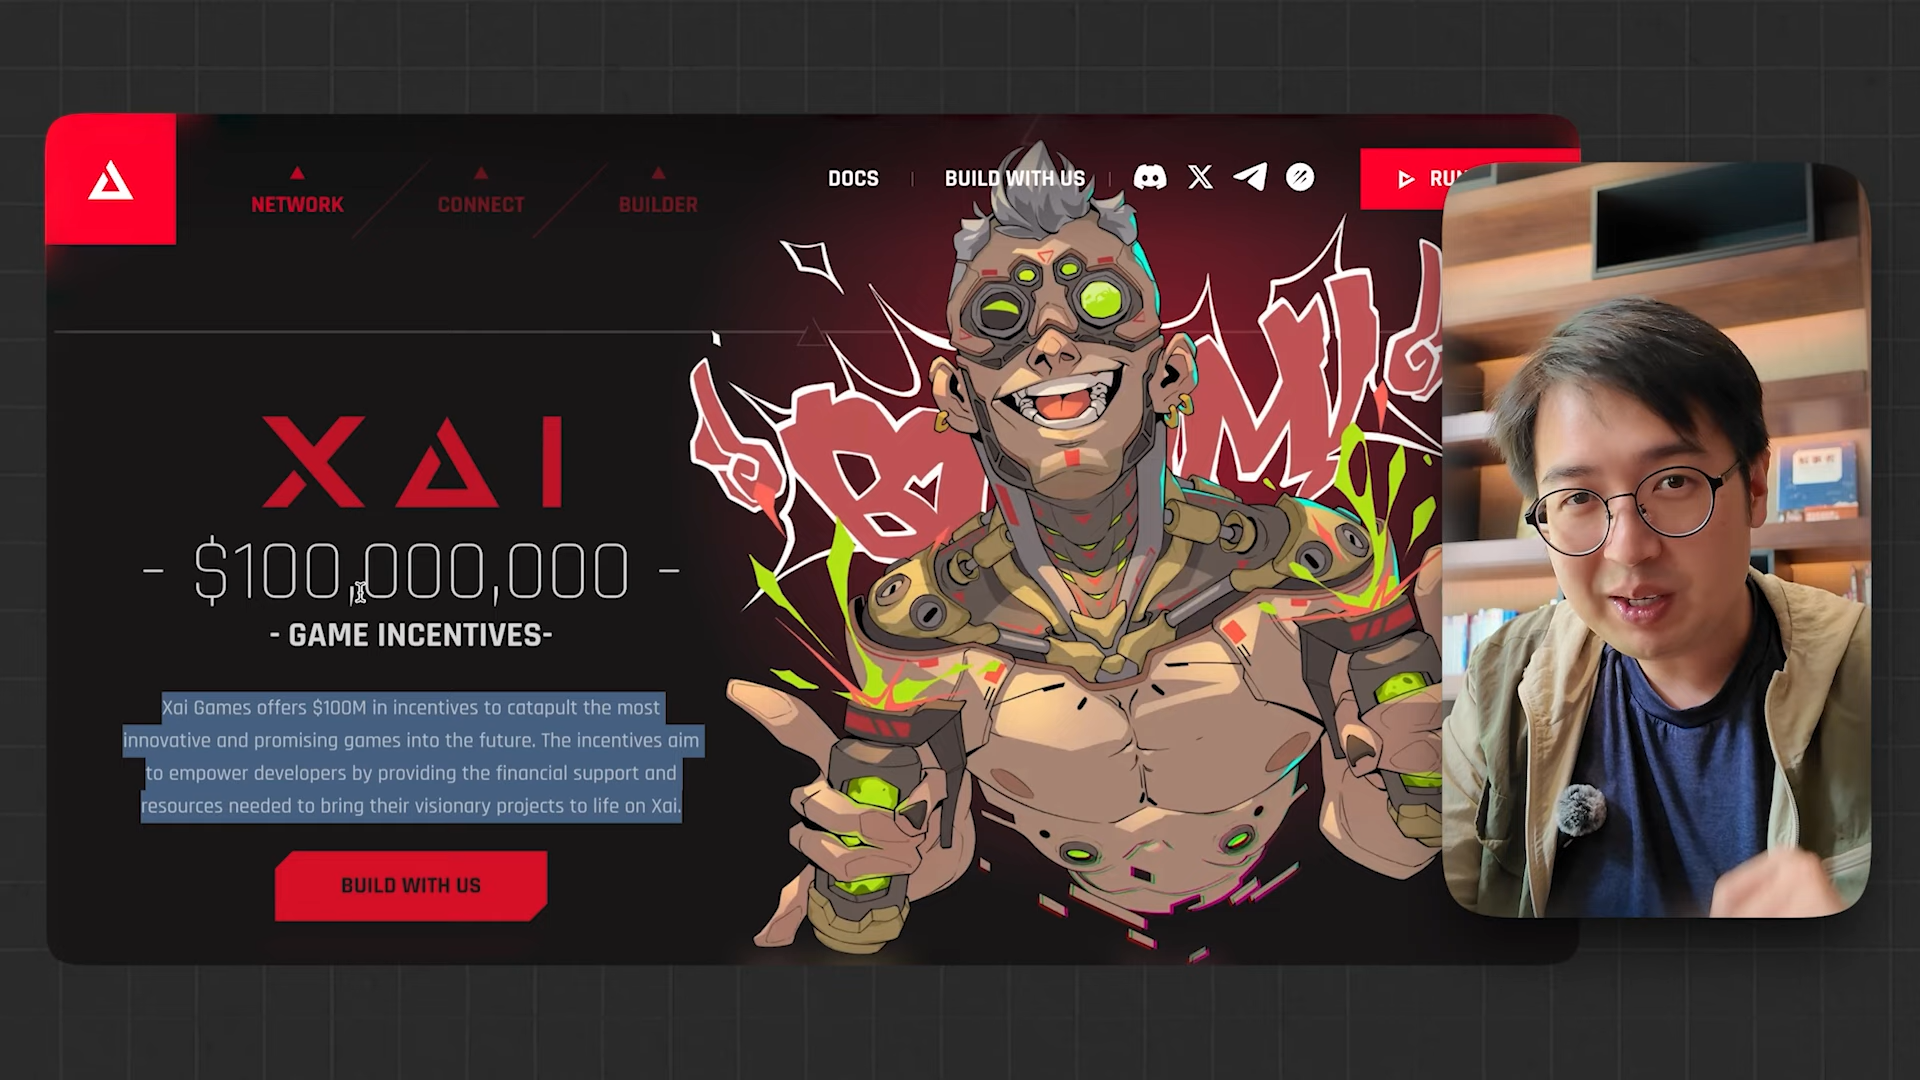 NETWORK
CONNECT
BUILDER
DOCS
BUILD WITH US
XAI
- $100,000,000 -
- GAME INCENTIVES-
Xai Games offers $100M in incentives to catapult the most
innovative and promising games into the future. The incentives aim
to empower developers by providing the financial support and
resources needed to bring their visionary projects to life on Xai.
BUILD WITH US